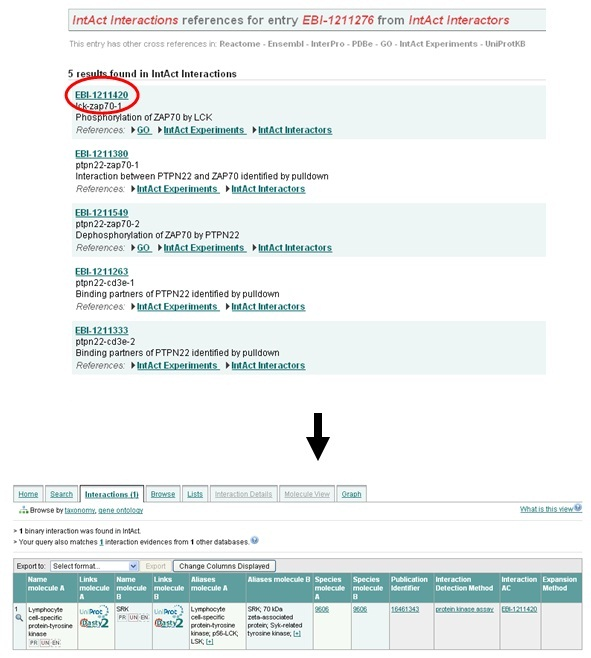 IntAct Interactions references for entry EBI-1211276 from IntAct Interactors
This entry has other cross references in: Reactome - Ensembl - InterPro - PDBe - GO - IntAct Experiments - UniProtKB
5 results found in IntAct Interactions
EBI-1211420
lck-zap70-1
Phosphorylation of ZAP70 by LCK
References: GO IntAct Experiments IntAct Interactors
EBI-1211380
ptpn22-zap70-1
Interaction between PTPN22 and ZAP70 identified by pulldown
References: IntAct Experiments IntAct Interactors
EBI-1211549
ptpn22-zap70-2
Dephosphorylation of ZAP70 by PTPN22
References: GO IntAct Experiments IntAct Interactors
EBI-1211263
ptpn22-cd3e-1
Binding partners of PTPN22 identified by pulldown
References: IntAct Experiments IntAct Interactors
EBI-1211333
ptpn22-cd3e-2
Binding partners of PTPN22 identified by pulldown
References: IntAct Experiments IntAct Interactors
Home Search Interactions (1) Browse Lists Interaction Details Molecule View Graph
Browse by taxonomy, gene ontology What is this view
> 1 binary interaction was found in IntAct.
> Your query also matches 1 interaction evidences from 1 other databases.
Export to: Select format... Export Change Columns Displayed
Name molecule A Links molecule A Name molecule B Links molecule B Aliases molecule A Aliases molecule B Species molecule A Species molecule B Publication Identifier Interaction Detection Method Interaction AC Expansion Method
1 Lymphocyte cell-specific protein-tyrosine kinase PR UN EN UniProt Dasty2 SRK PR UN EN UniProt Dasty2 Lymphocyte cell-specific protein-tyrosine kinase; p56-LCK; LSK; [+] SRK; 70 kDa zeta-associated protein; Syk-related tyrosine kinase; [+] 9606 9606 16461343 protein kinase assay EBI-1211420